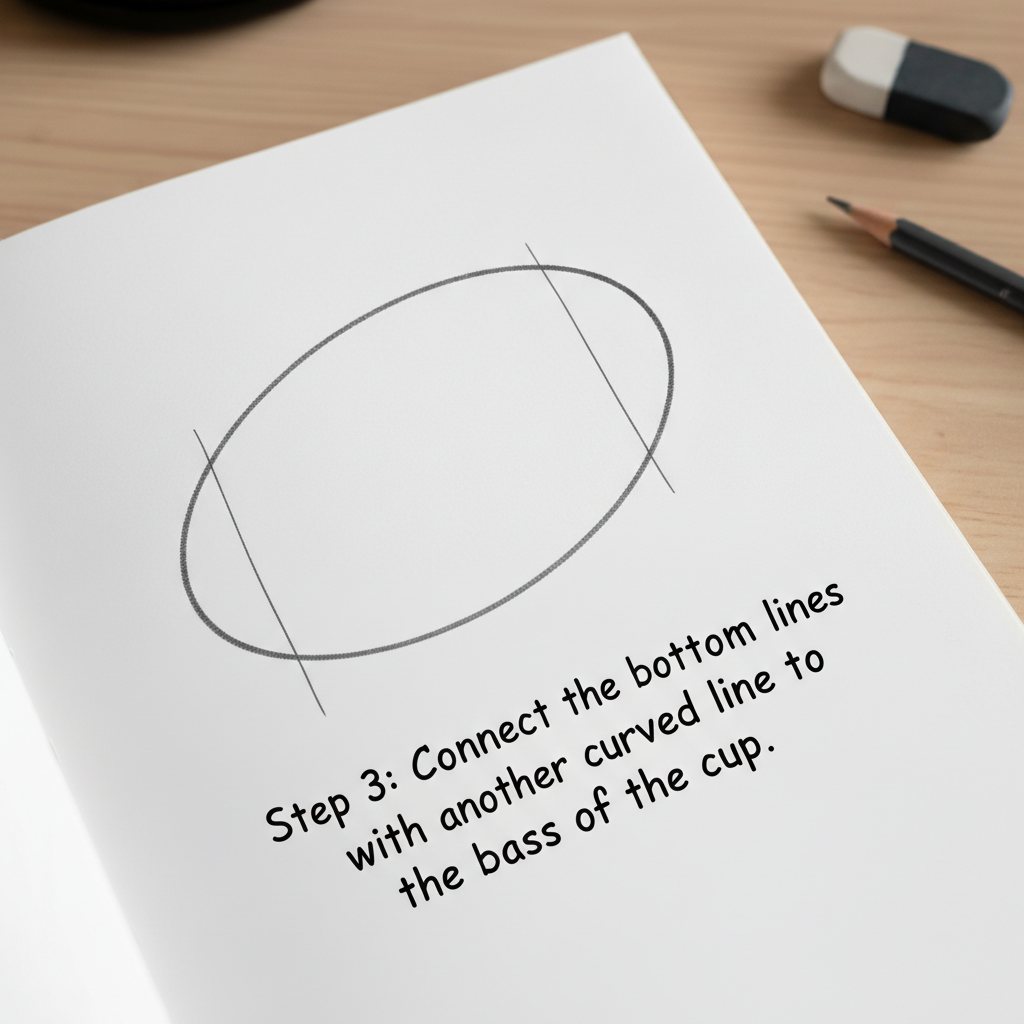 Step 3: Connect the bottom lines
with another curved line to
the bass of the cup.